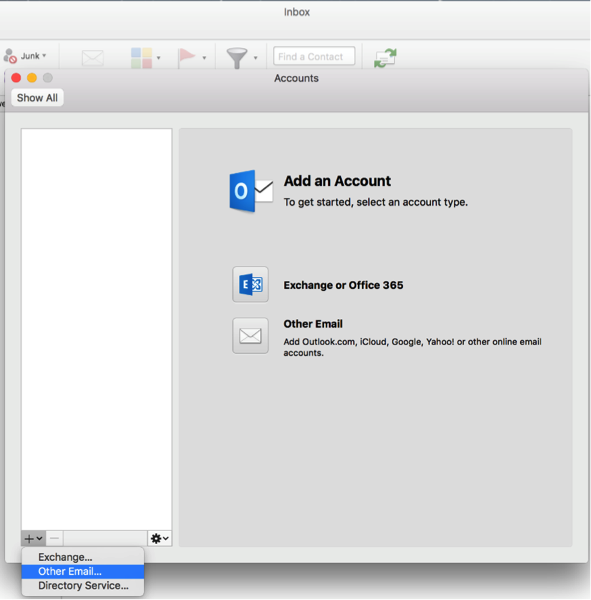 Inbox
Junk
Find a Contact
Accounts
Show All
Add an Account
To get started, select an account type.
Exchange or Office 365
Other Email
Add Outlook.com, iCloud, Google, Yahoo! or other online email
accounts.
Exchange...
Other Email...
Directory Service...